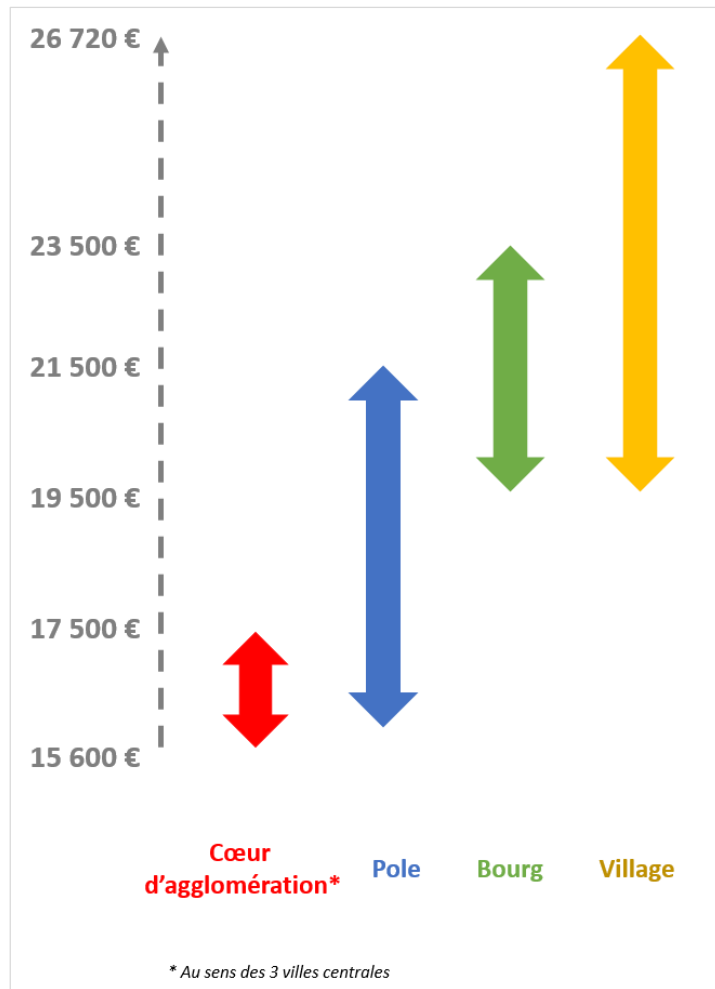 26 720 €
23 500 €
21 500 €
19 500 €
17 500 €
15 600 €
Cœur
d'agglomération*
Pole
Bourg
Village
* Au sens des 3 villes centrales